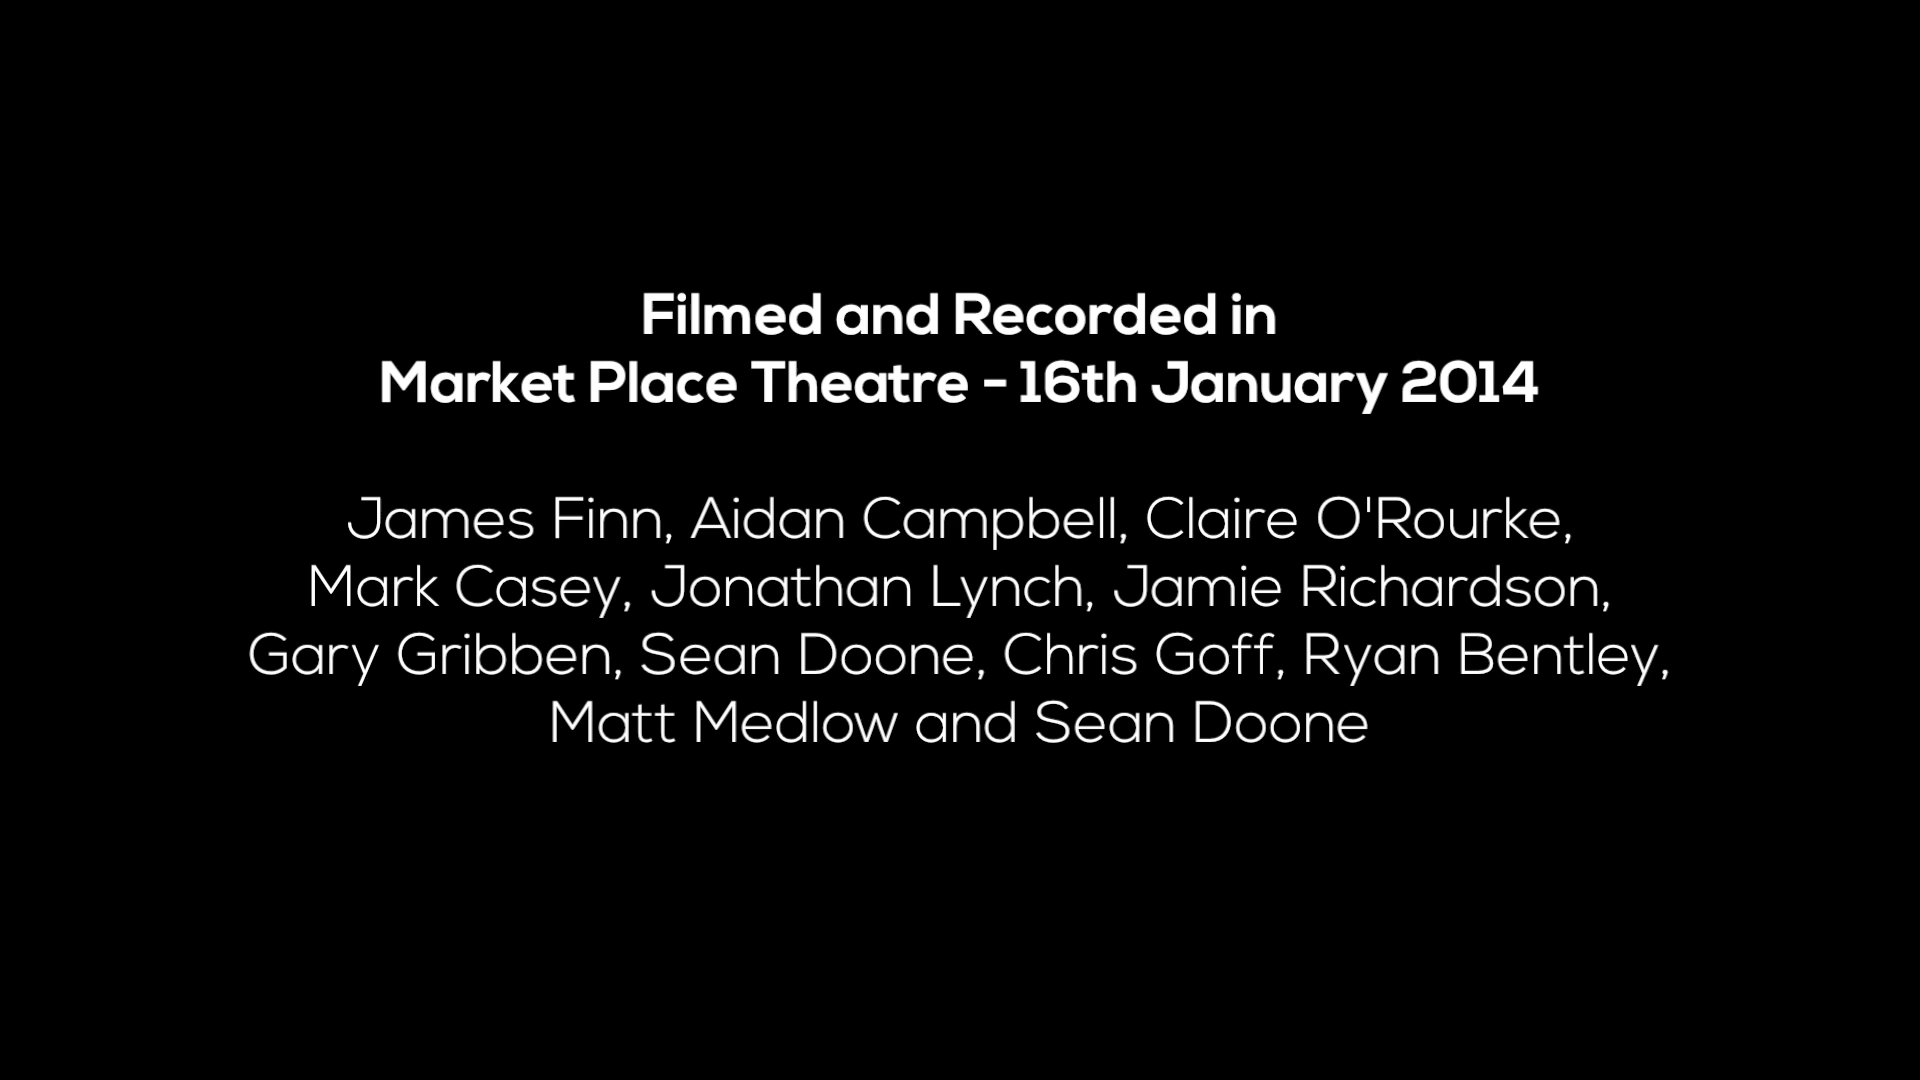 Filmed and Recorded in
Market Place Theatre - 16th January 2014
James Finn, Aidan Campbell, Claire O'Rourke,
Mark Casey, Jonathan Lynch, Jamie Richardson,
Gary Gribben, Sean Doone, Chris Goff, Ryan Bentley,
Matt Medlow and Sean Doone